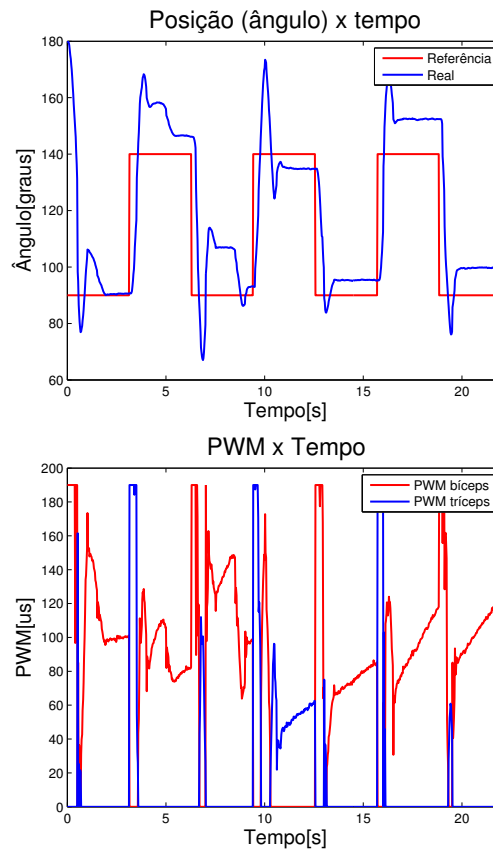 Posição (ângulo) x tempo
Ângulo[graus]
180
160
140
120
100
80
60
Referência
Real
0
5
10
15
20
Tempo[s]
PWM x Tempo
PWM[us]
200
180
160
140
120
100
80
60
40
20
0
PWM bíceps
PWM tríceps
0
5
10
15
20
Tempo[s]